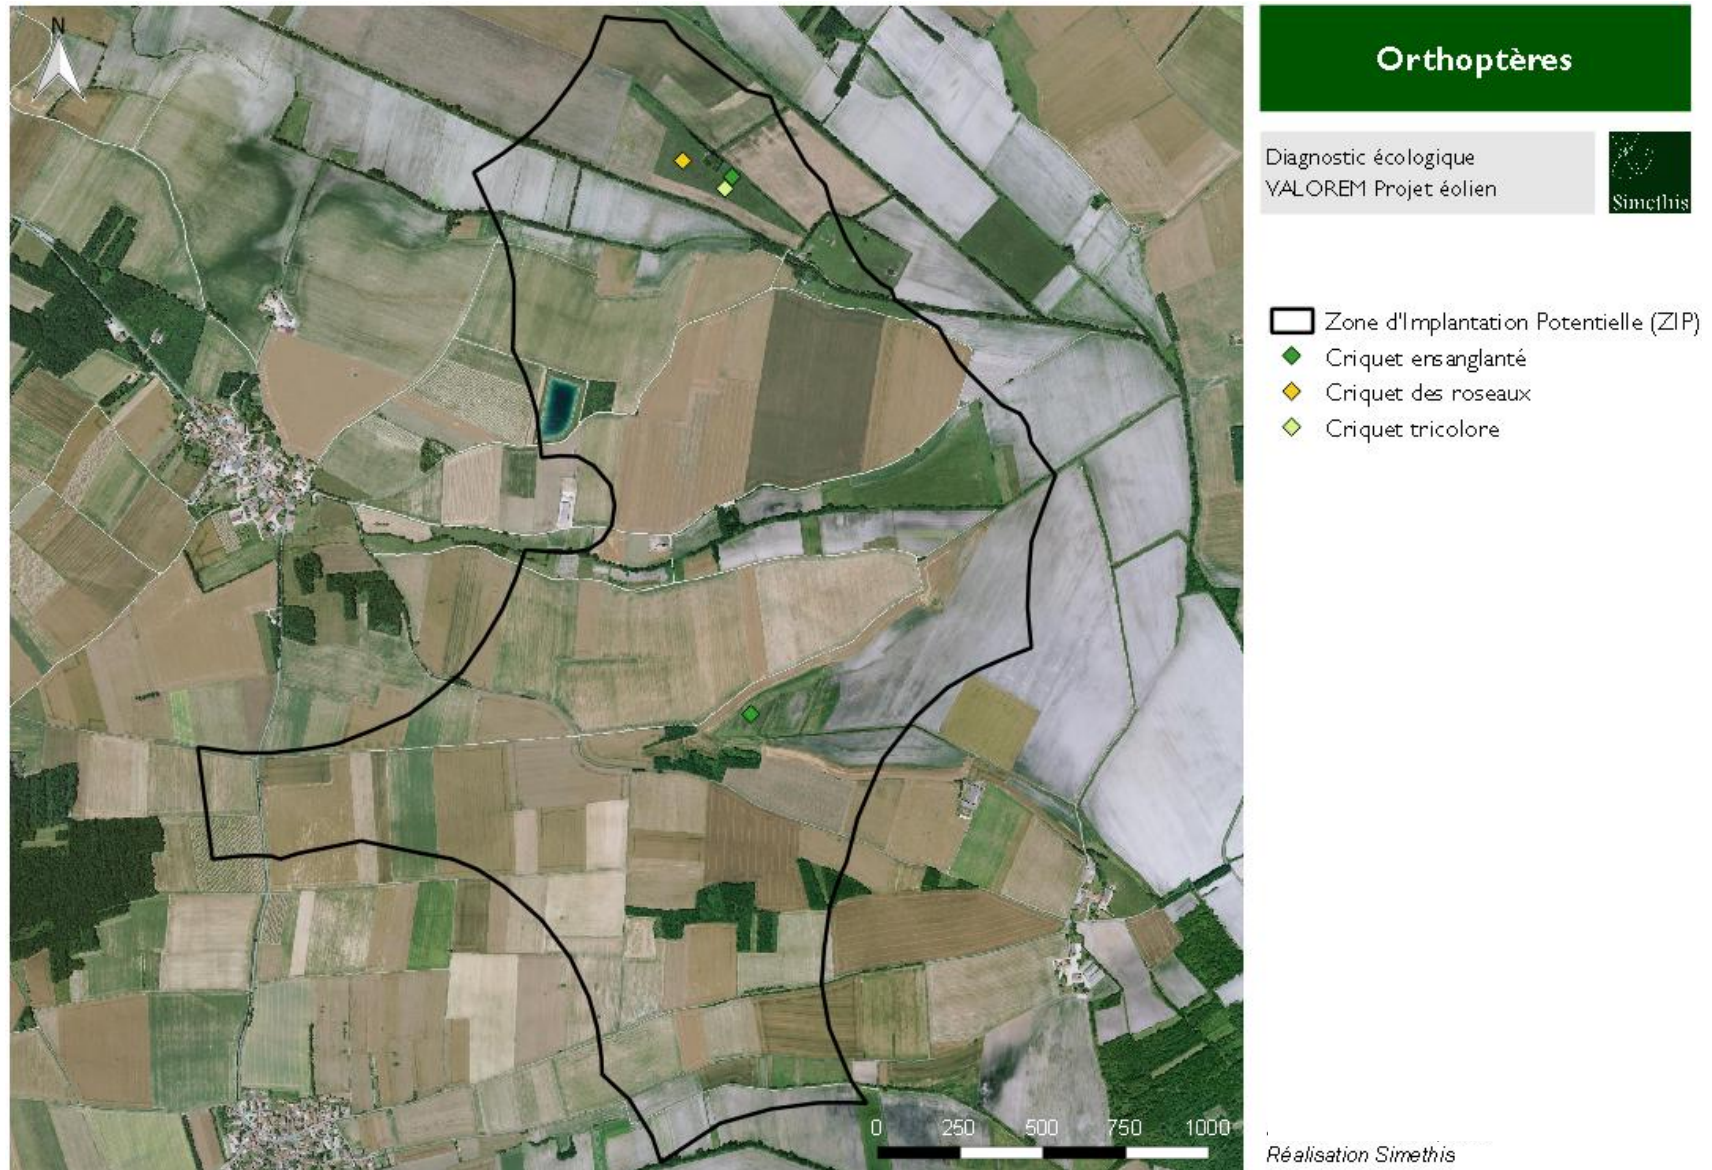 N
Orthoptères
Diagnostic écologique
VALOREM Projet éolien
Simethis
Zone d'Implantation Potentielle (ZIP)
Criquet ensanglanté
Criquet des roseaux
Criquet tricolore
0 250 500 750 1000
Réalisation Simethis